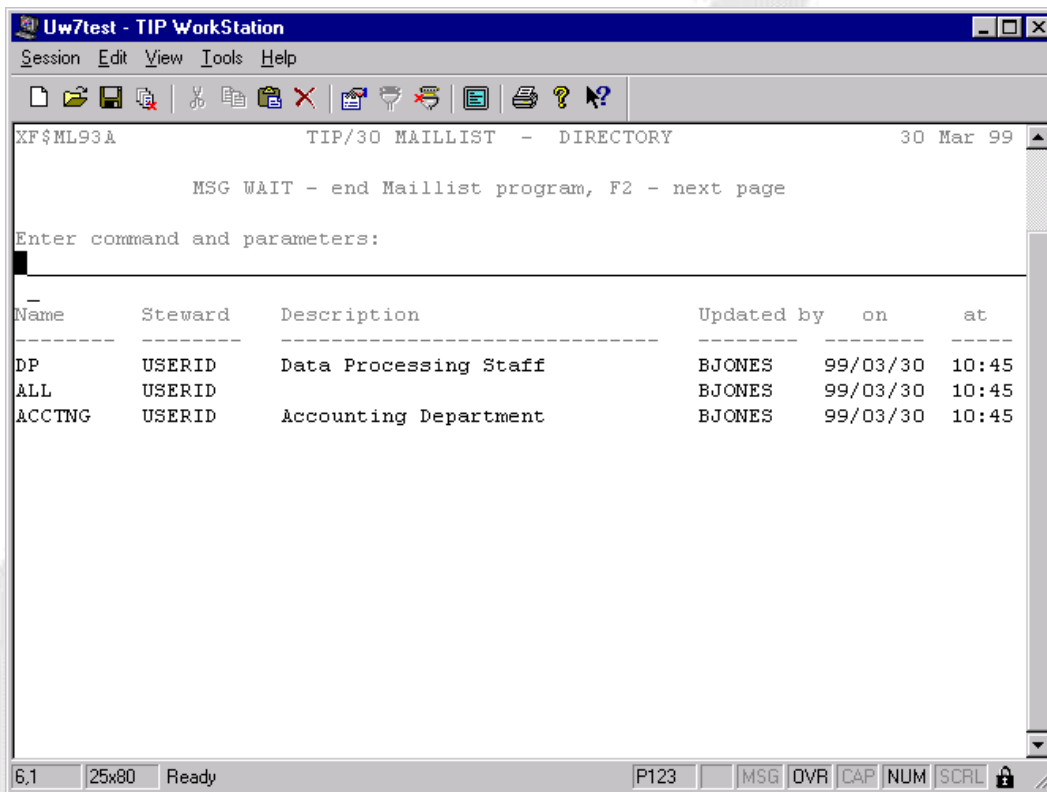 Uw7test - TIP WorkStation
Session Edit View Tools Help
XF$ML93A TIP/30 MAILLIST - DIRECTORY 30 Mar 99
MSG WAIT - end Maillist program, F2 - next page
Enter command and parameters:
Name Steward Description Updated by on at
-------- -------- ------------------------------ -------- -------- -----
DP USERID Data Processing Staff BJONES 99/03/30 10:45
ALL USERID BJONES 99/03/30 10:45
ACCTNG USERID Accounting Department BJONES 99/03/30 10:45
6,1 25x80 Ready P123 MSG OVR CAP NUM SCRL